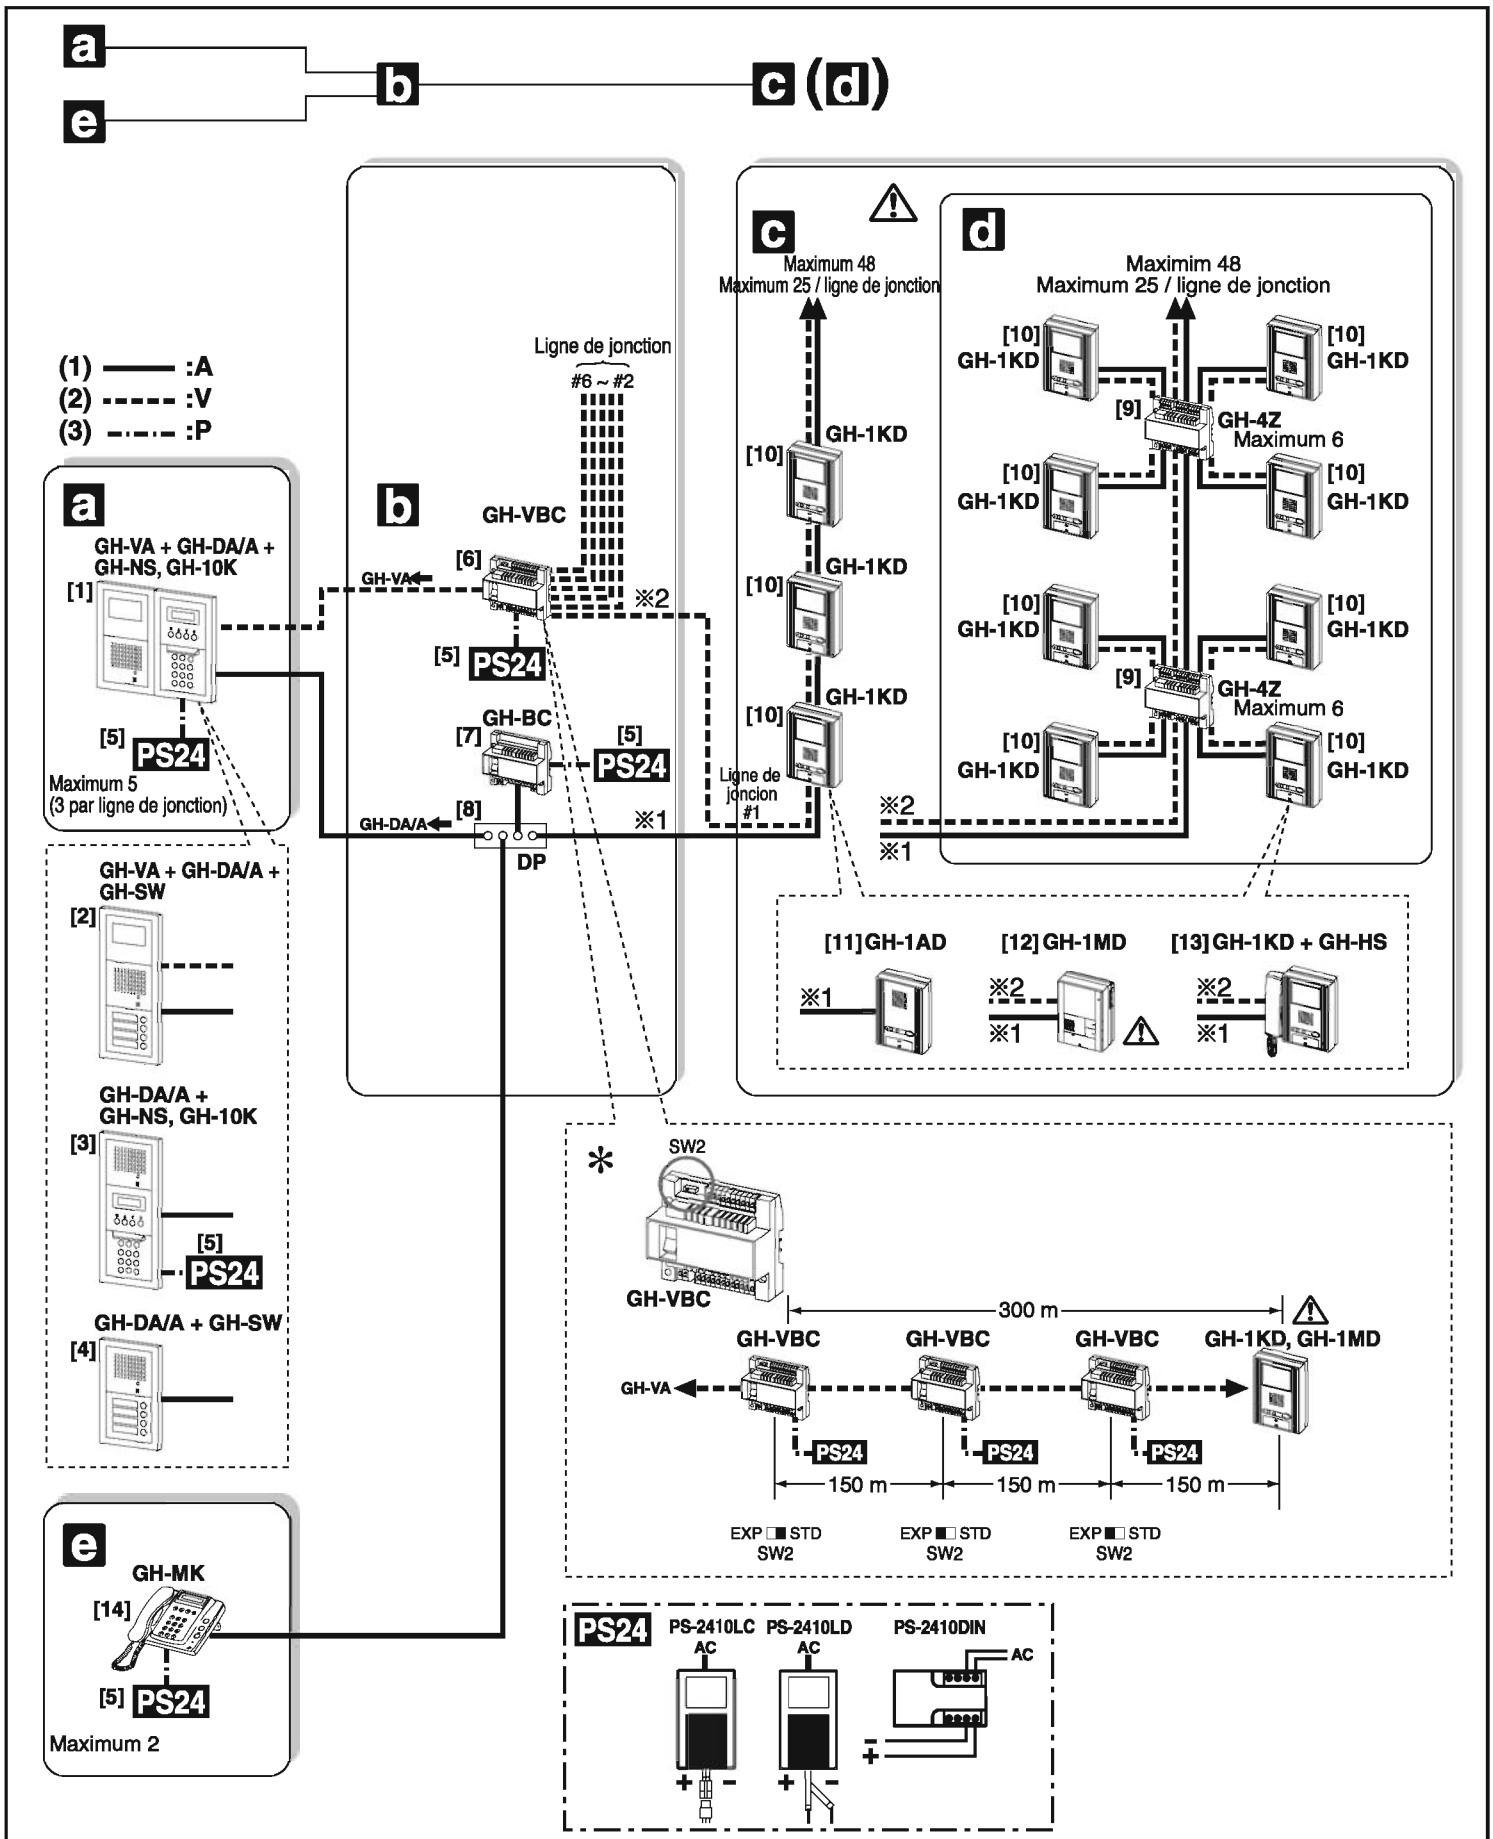 a
b
c (d)
e
(1) :A
(2) :V
(3) :P
a
GH-VA + GH-DA/A +
GH-NS, GH-10K
[1]
[5] PS24
Maximum 5
(3 par ligne de jonction)
GH-VA + GH-DA/A +
GH-SW
[2]
GH-DA/A +
GH-NS, GH-10K
[3]
[5]
PS24
GH-DA/A + GH-SW
[4]
e
GH-MK
[14]
[5] PS24
Maximum 2
b
Ligne de jonction
#6 ~ #2
GH-VBC
[6]
GH-VA
※2
[5] PS24
GH-BC
[7]
[5]
PS24
GH-DA/A
[8]
※1
DP
c
Maximum 48
Maximum 25 / ligne de jonction
GH-1KD
[10]
GH-1KD
[10]
GH-1KD
[10]
Ligne de
joncion
#1
d
Maximim 48
Maximum 25 / ligne de jonction
[10]
GH-1KD
[10]
GH-1KD
[9]
GH-4Z
Maximum 6
[10]
GH-1KD
[10]
GH-1KD
[10]
GH-1KD
[10]
GH-1KD
[9]
GH-4Z
Maximum 6
[10]
GH-1KD
[10]
GH-1KD
※2
※1
[11] GH-1AD
※1
[12] GH-1MD
※2
※1
[13] GH-1KD + GH-HS
※2
※1
*
SW2
GH-VBC
300 m
GH-VBC
GH-VBC
GH-VBC
GH-1KD, GH-1MD
GH-VA
PS24
PS24
PS24
150 m
150 m
150 m
EXP STD
SW2
EXP STD
SW2
EXP STD
SW2
PS24
PS-2410LC
AC
+ -
PS-2410LD
AC
+ -
PS-2410DIN
AC
-
+